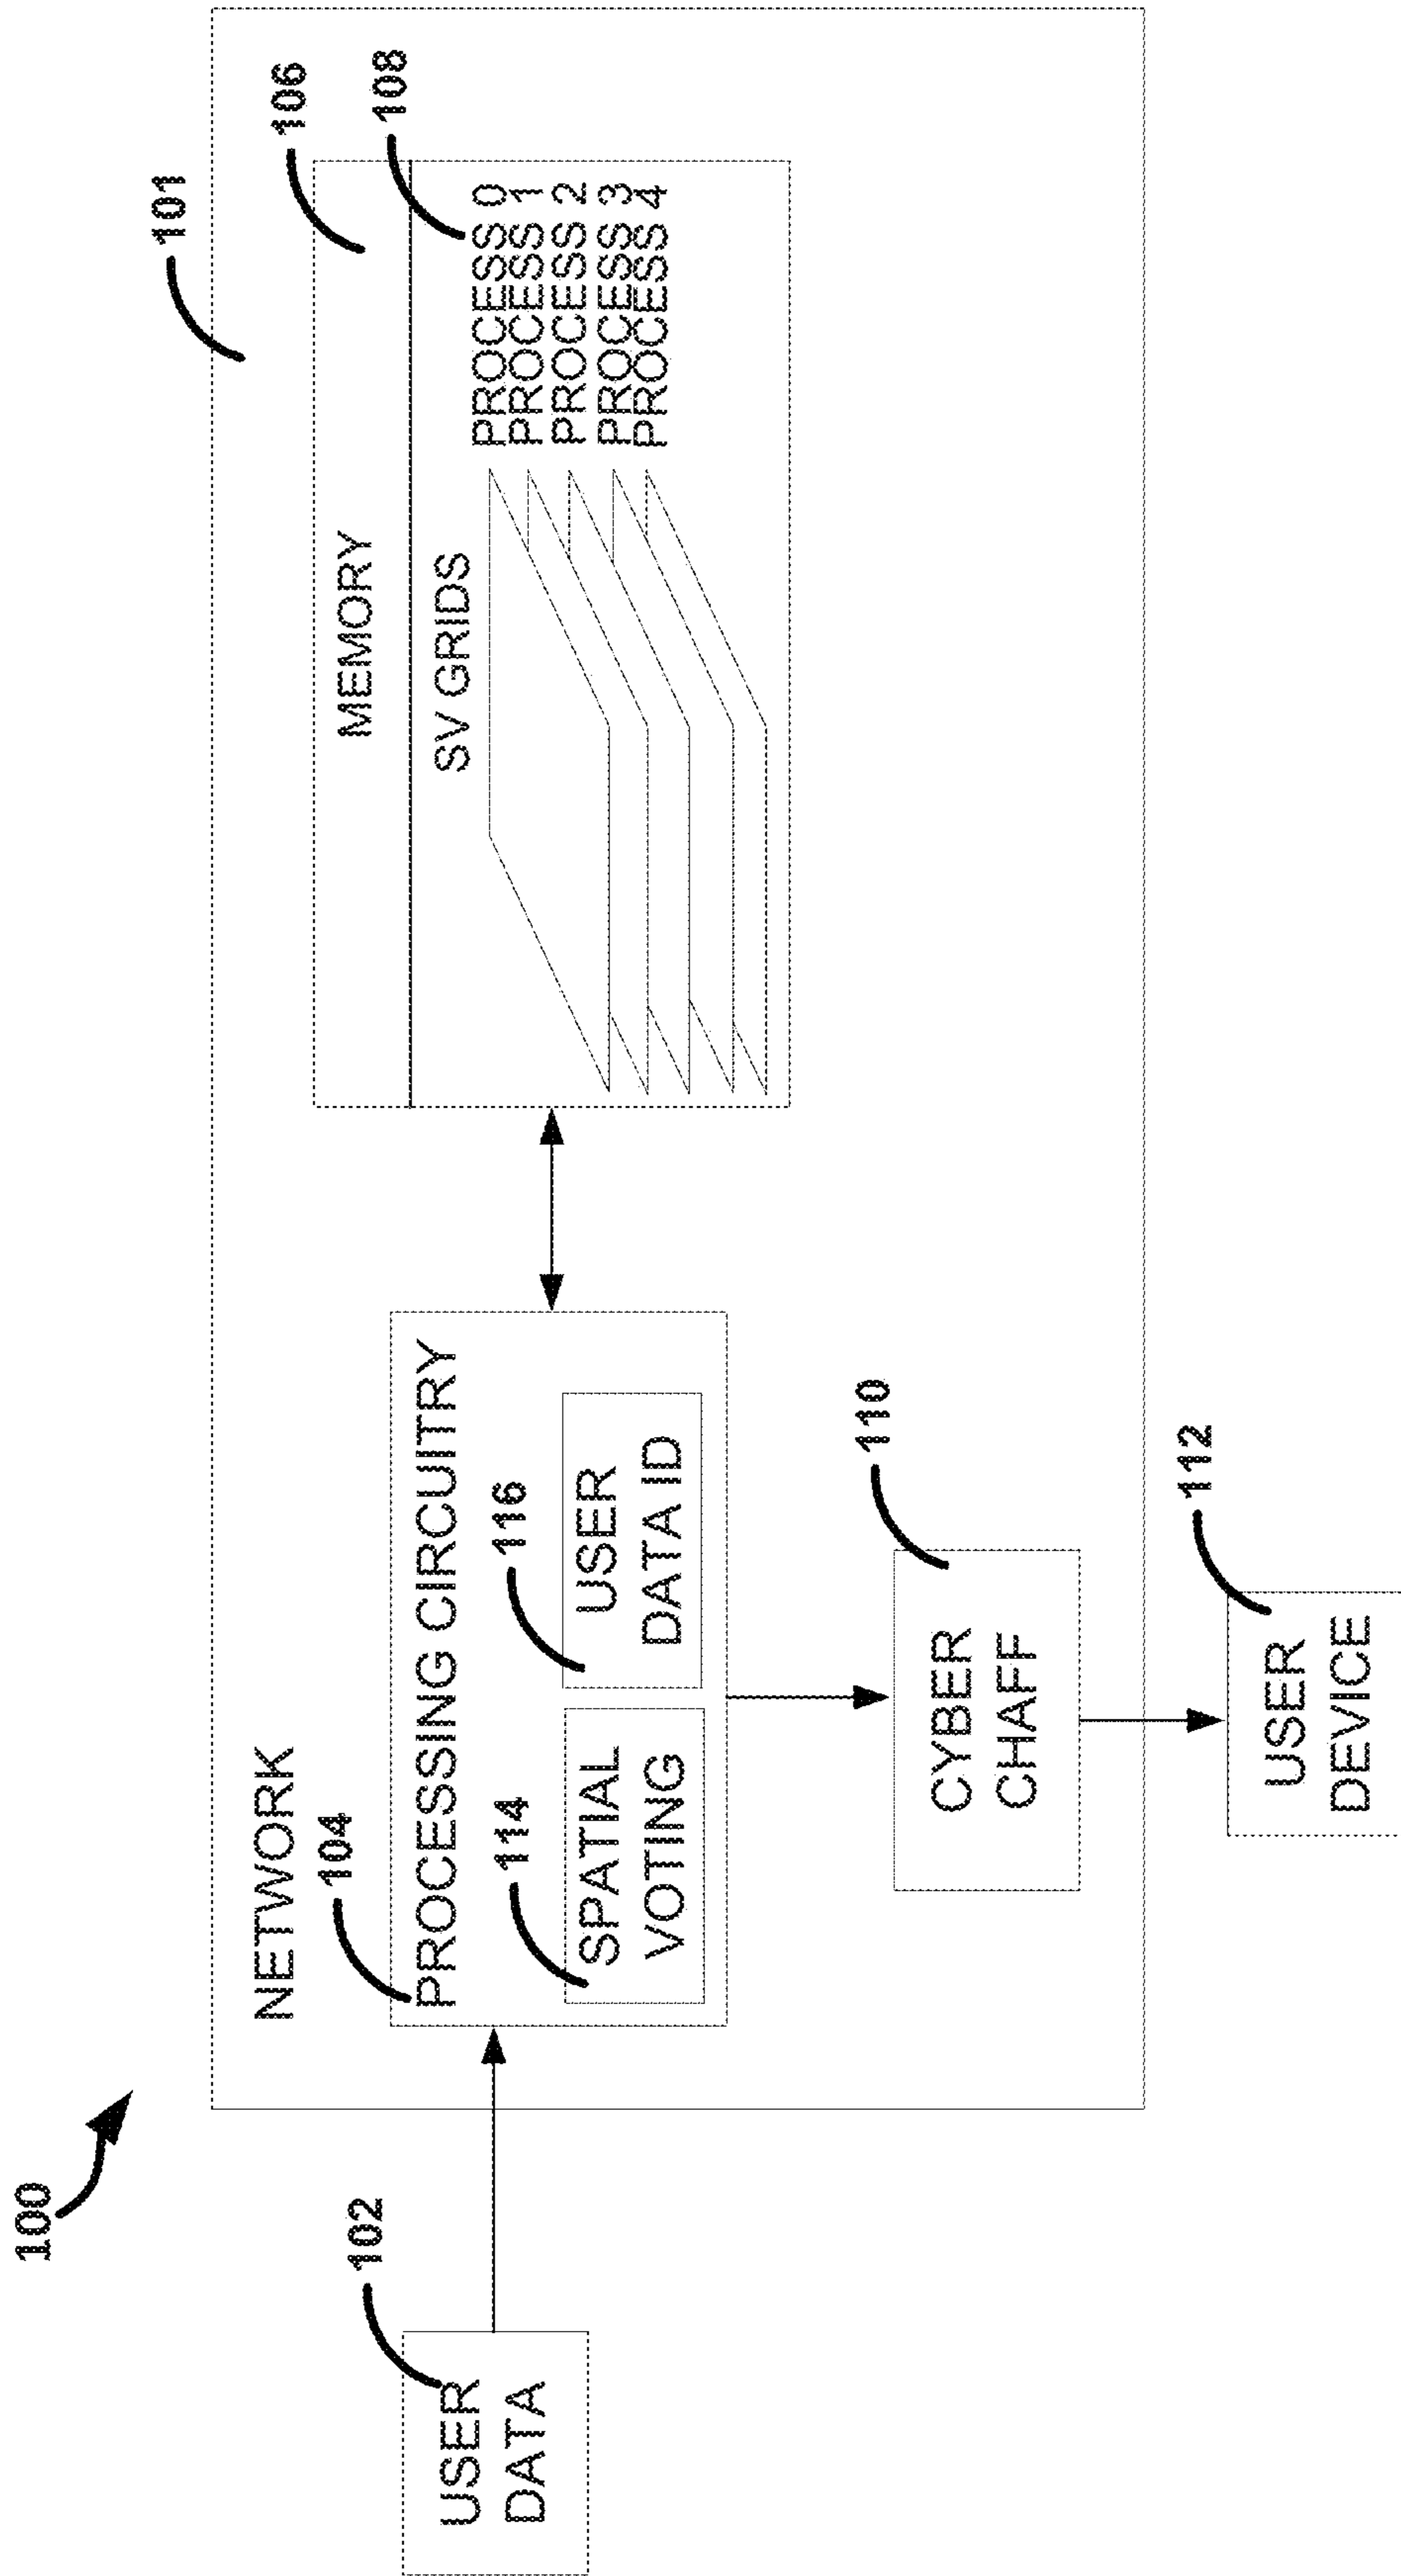 100
101
NETWORK
102
USER
DATA
104
PROCESSING CIRCUITRY
114
SPATIAL
VOTING
116
USER
DATA ID
106
MEMORY
108
SV GRIDS
PROCESS 0
PROCESS 1
PROCESS 2
PROCESS 3
PROCESS 4
110
CYBER
CHAFF
112
USER
DEVICE